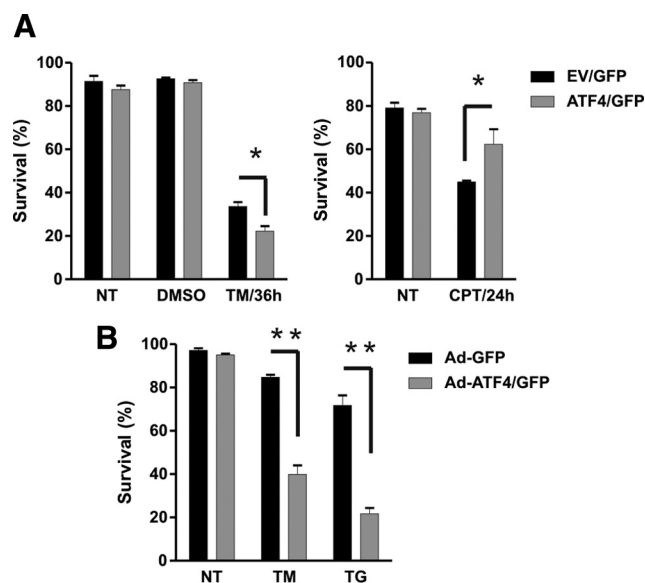 A
100
80
60
40
20
0
Survival (%)
NT DMSO TM/36h
*
100
80
60
40
20
0
Survival (%)
NT CPT/24h
*
EV/GFP
ATF4/GFP
B
100
80
60
40
20
0
Survival (%)
NT TM TG
* *
* *
Ad-GFP
Ad-ATF4/GFP